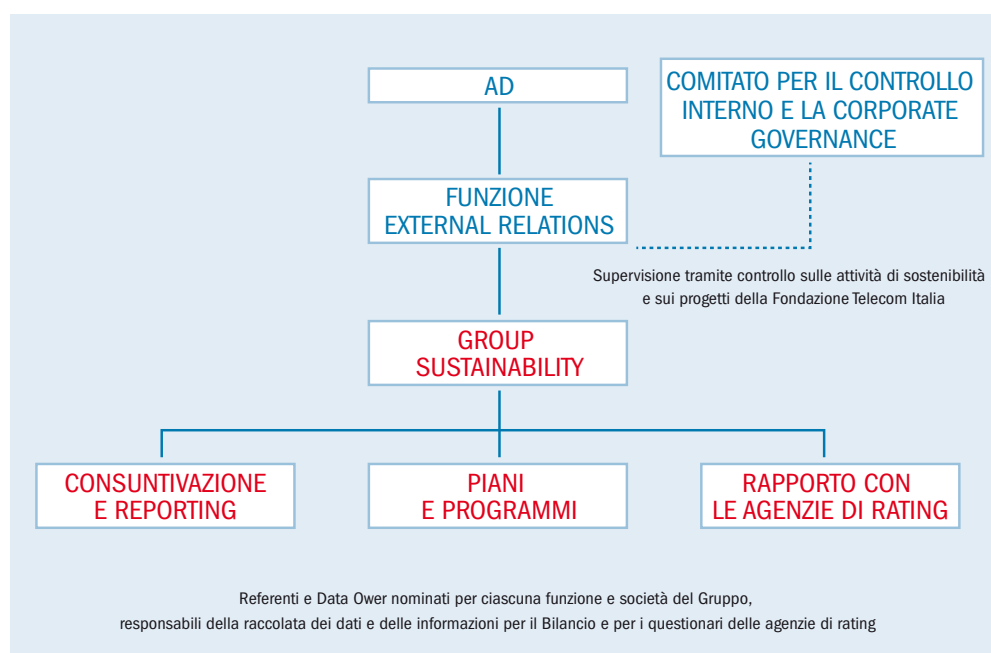 AD
COMITATO PER IL CONTROLLO
INTERNO E LA CORPORATE
GOVERNANCE
FUNZIONE
EXTERNAL RELATIONS
Supervisione tramite controllo sulle attività di sostenibilità
e sui progetti della Fondazione Telecom Italia
GROUP
SUSTAINABILITY
CONSUNTIVAZIONE
E REPORTING
PIANI
E PROGRAMMI
RAPPORTO CON
LE AGENZIE DI RATING
Referenti e Data Ower nominati per ciascuna funzione e società del Gruppo,
responsabili della raccolata dei dati e delle informazioni per il Bilancio e per i questionari delle agenzie di rating